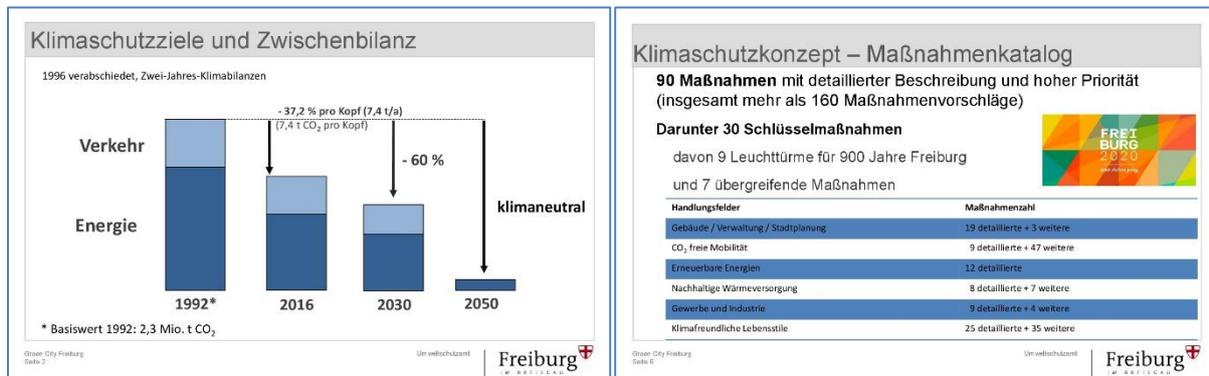 Klimaschutzziele und Zwischenbilanz
1996 verabschiedet, Zwei-Jahres-Klimabilanzen
- 37,2 % pro Kopf (7,4 t/a)
(7,4 t CO₂ pro Kopf)
Verkehr
- 60 %
klimaneutral
Energie
1992* 2016 2030 2050
* Basiswert 1992: 2,3 Mio. t CO₂
Green City Freiburg
Seite 2
Umweltschutzamt
Freiburg
IM BREISGAU
Klimaschutzkonzept – Maßnahmenkatalog
90 Maßnahmen mit detaillierter Beschreibung und hoher Priorität
(insgesamt mehr als 160 Maßnahmenvorschläge)
Darunter 30 Schlüsselmaßnahmen
davon 9 Leuchttürme für 900 Jahre Freiburg
und 7 übergreifende Maßnahmen
FREI
BURG
2020
Handlungsfelder Maßnahmenzahl
Gebäude / Verwaltung / Stadtplanung 19 detaillierte + 3 weitere
CO₂ freie Mobilität 9 detaillierte + 47 weitere
Erneuerbare Energien 12 detaillierte
Nachhaltige Wärmeversorgung 8 detaillierte + 7 weitere
Gewerbe und Industrie 9 detaillierte + 4 weitere
Klimafreundliche Lebensstile 25 detaillierte + 35 weitere
Green City Freiburg
Seite 6
Umweltschutzamt
Freiburg
IM BREISGAU